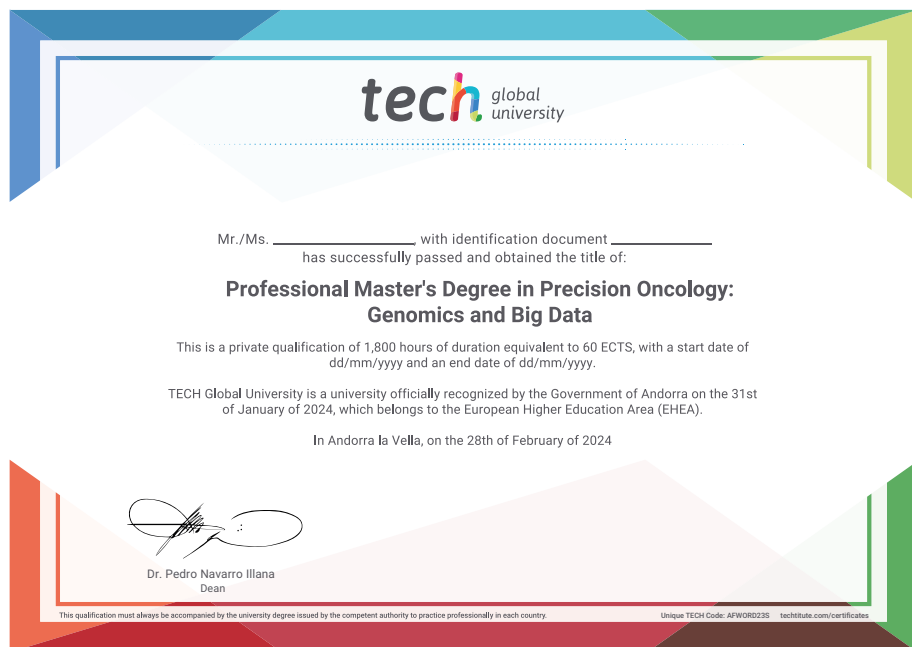 tech global
university
Mr./Ms. ____________________, with identification document ______________
has successfully passed and obtained the title of:
Professional Master's Degree in Precision Oncology:
Genomics and Big Data
This is a private qualification of 1,800 hours of duration equivalent to 60 ECTS, with a start date of
dd/mm/yyyy and an end date of dd/mm/yyyy.
TECH Global University is a university officially recognized by the Government of Andorra on the 31st
of January of 2024, which belongs to the European Higher Education Area (EHEA).
In Andorra la Vella, on the 28th of February of 2024
Dr. Pedro Navarro Illana
Dean
This qualification must always be accompanied by the university degree issued by the competent authority to practice professionally in each country.
Unique TECH Code: AFWORD23S techtitute.com/certificates